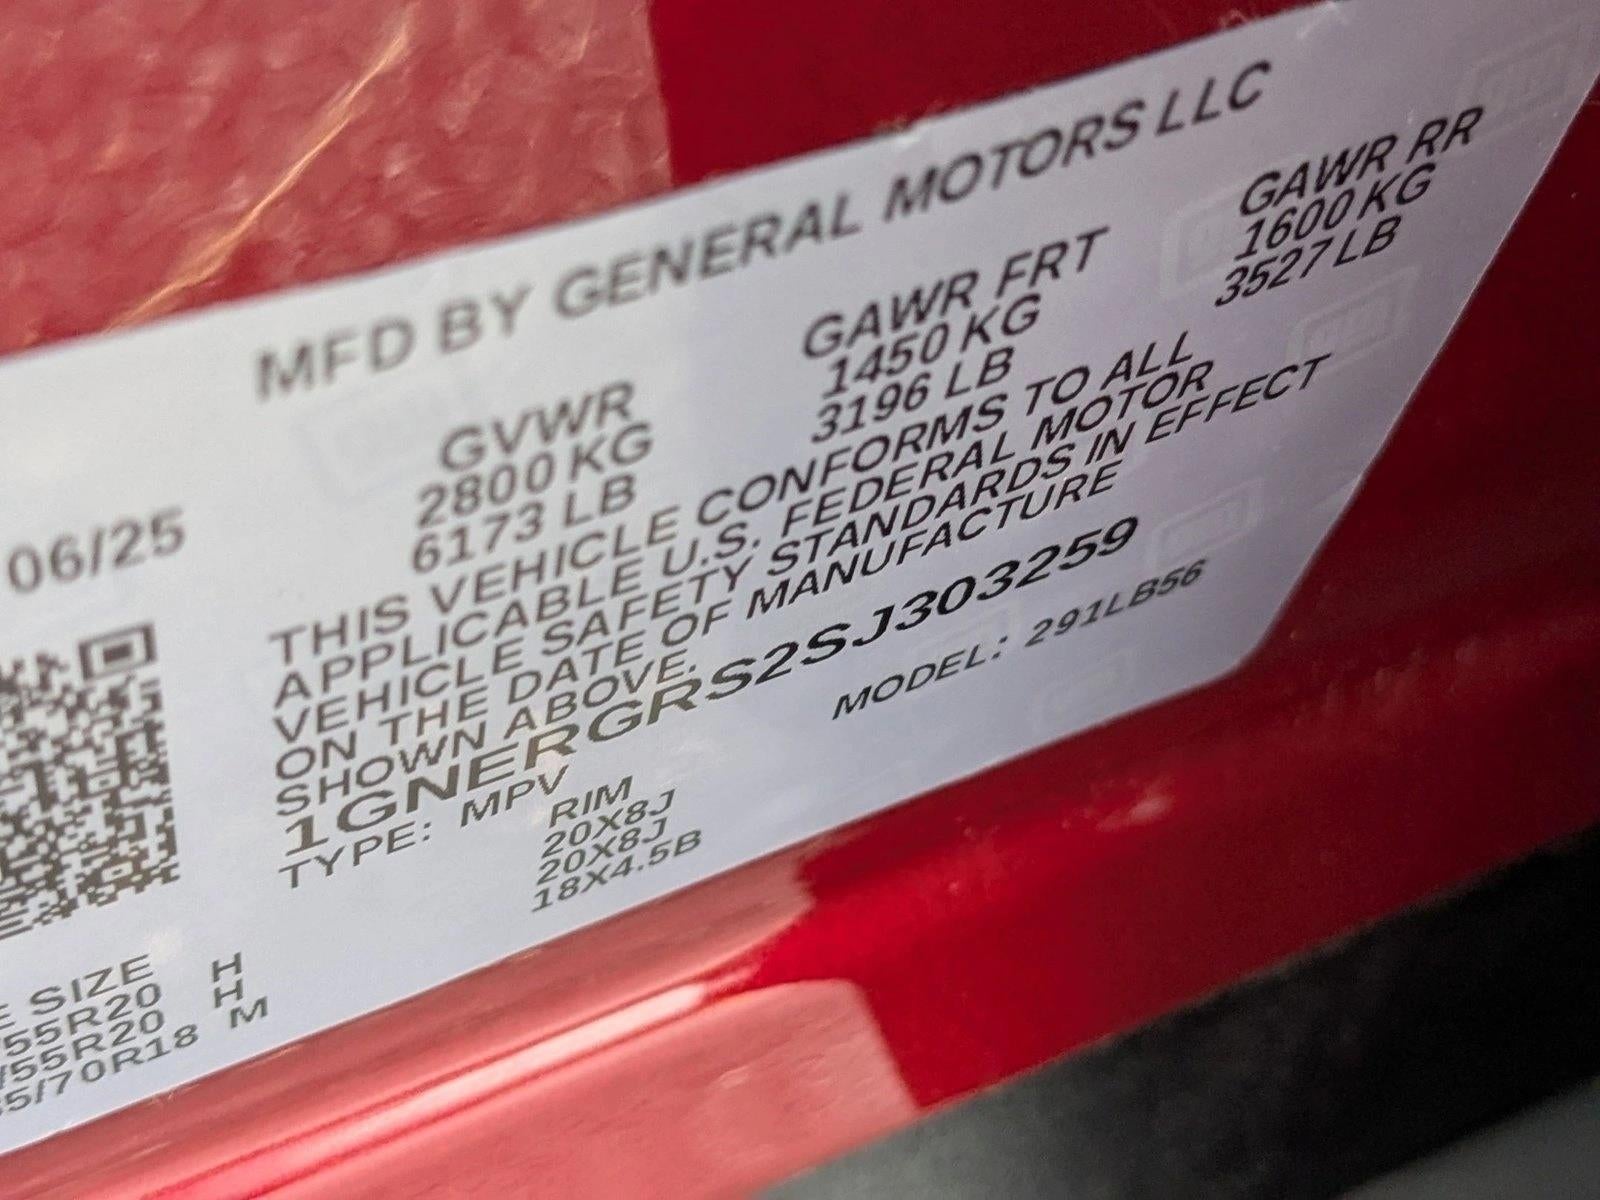 MFD BY GENERAL MOTORS LLC
06/25
GVWR
2800 KG
6173 LB
GAWR FRT
1450 KG
3196 LB
GAWR RR
1600 KG
3527 LB
THIS VEHICLE CONFORMS TO ALL
APPLICABLE U.S. FEDERAL MOTOR
VEHICLE SAFETY STANDARDS IN EFFECT
ON THE DATE OF MANUFACTURE
SHOWN ABOVE.
1GNERGRS2SJ303259
TYPE: MPV
MODEL: 291LB56
SIZE
55R20 H
/55R20 H
5/70R18 M
RIM
20X8J
20X8J
18X4.5B